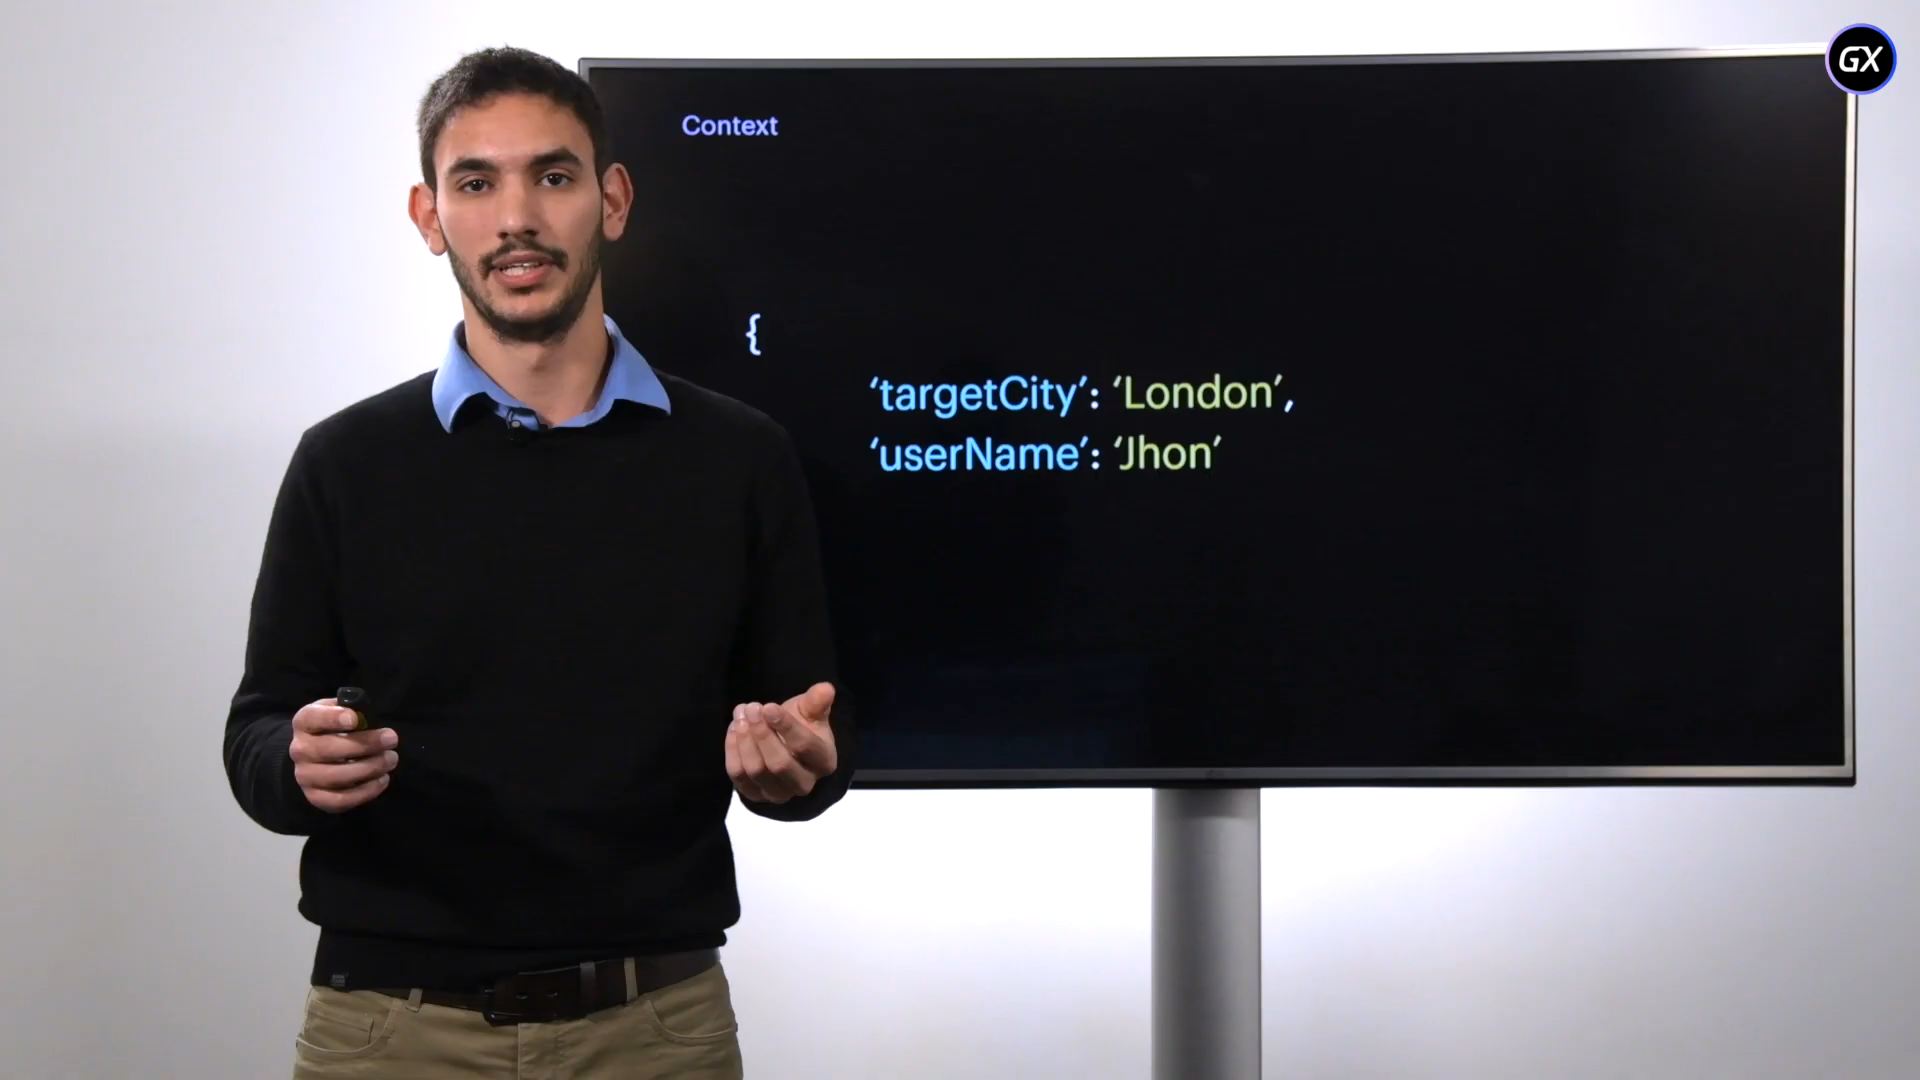 GX
Context
{
‘targetCity’: ‘London’,
‘userName’: ‘Jhon’